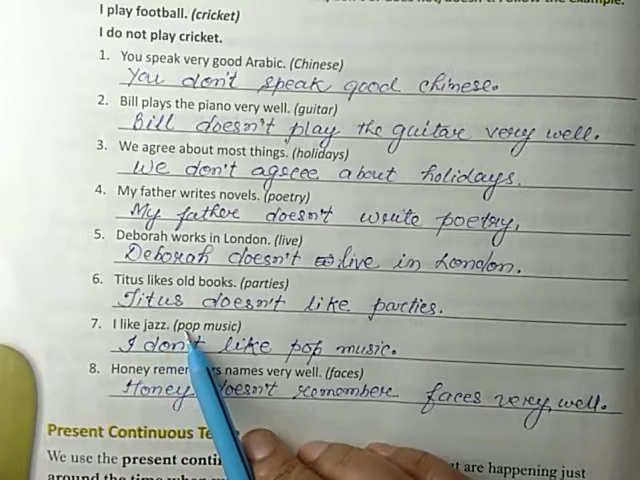 I play football. (cricket)
I do not play cricket.
1. You speak very good Arabic. (Chinese)
You don't speak good chinese.
2. Bill plays the piano very well. (guitar)
Bill doesn't play the guitar very well.
3. We agree about most things. (holidays)
We don't agree about holidays.
4. My father writes novels. (poetry)
My father doesn't write poetry.
5. Deborah works in London. (live)
Deborah doesn't live in London.
6. Titus likes old books. (parties)
Titus doesn't like parties.
7. I like jazz. (pop music)
I don't like pop music.
8. Honey names very well. (faces)
Honey doesn't remember faces very well.
Present Continuous
We use the present are happening just
around the time when